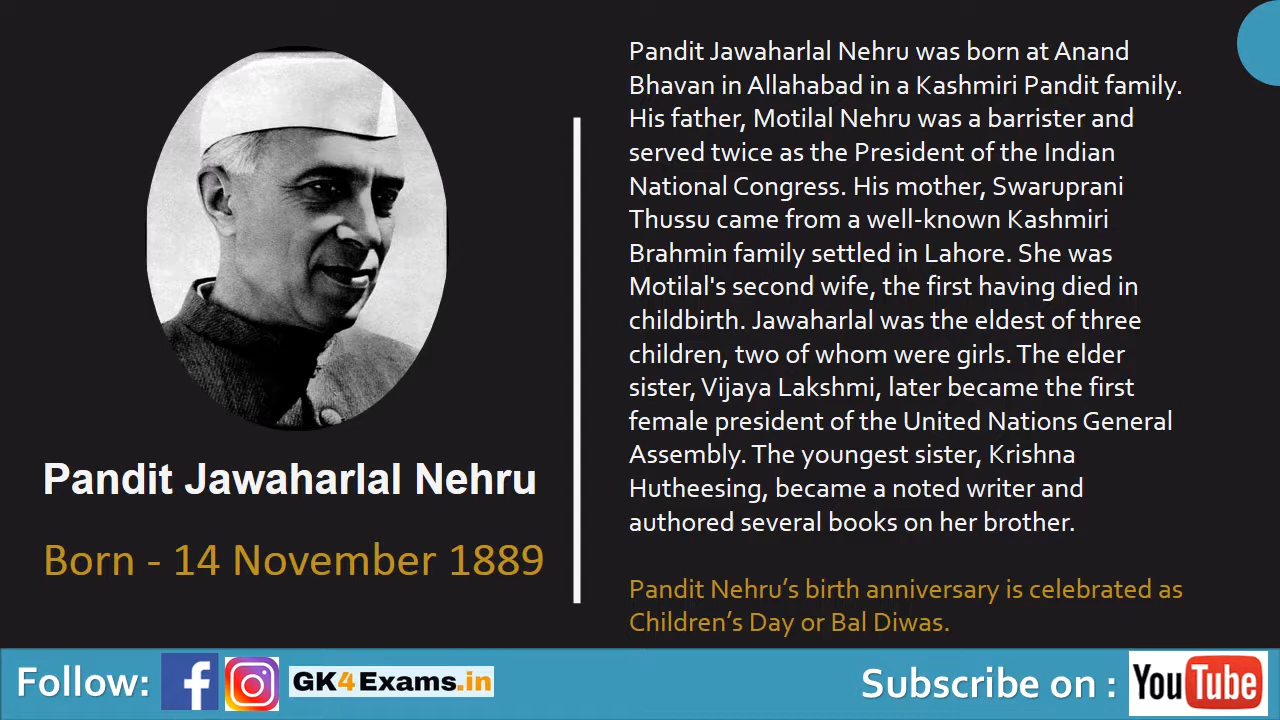 Pandit Jawaharlal Nehru
Born - 14 November 1889
Pandit Jawaharlal Nehru was born at Anand
Bhavan in Allahabad in a Kashmiri Pandit family.
His father, Motilal Nehru was a barrister and
served twice as the President of the Indian
National Congress. His mother, Swaruprani
Thussu came from a well-known Kashmiri
Brahmin family settled in Lahore. She was
Motilal's second wife, the first having died in
childbirth. Jawaharlal was the eldest of three
children, two of whom were girls. The elder
sister, Vijaya Lakshmi, later became the first
female president of the United Nations General
Assembly. The youngest sister, Krishna
Hutheesing, became a noted writer and
authored several books on her brother.
Pandit Nehru’s birth anniversary is celebrated as
Children’s Day or Bal Diwas.
Follow: f GK4Exams.in
Subscribe on : YouTube